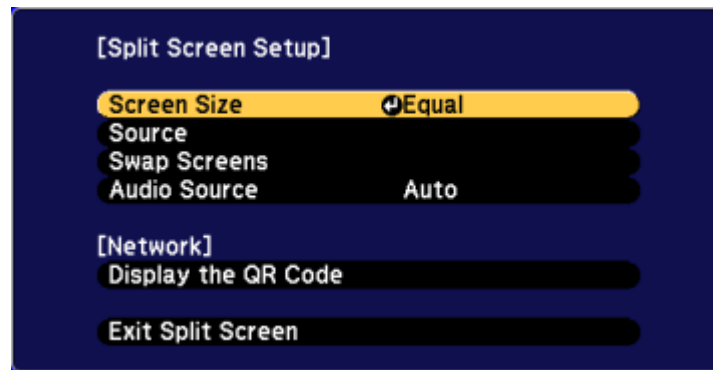 [Split Screen Setup]
Screen Size Equal
Source
Swap Screens
Audio Source Auto
[Network]
Display the QR Code
Exit Split Screen